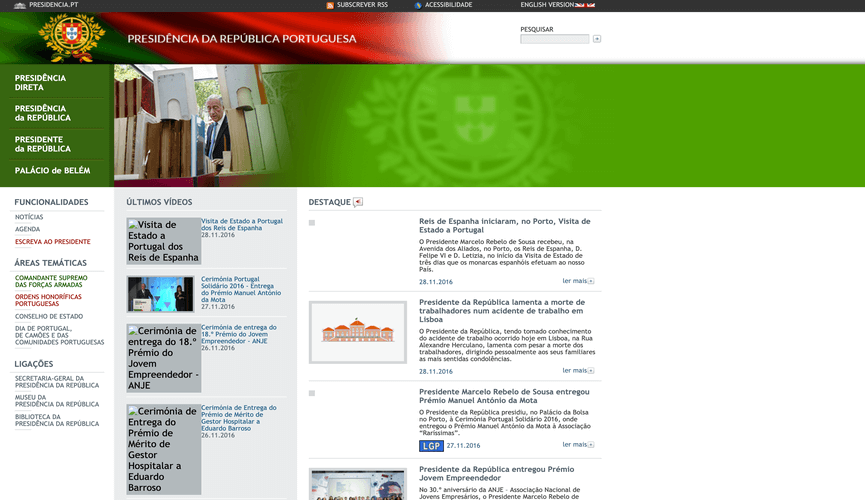 PRESIDENCIA.PT
SUBSCREVER RSS
ACESSIBILIDADE
ENGLISH VERSION
PRESIDÊNCIA DA REPÚBLICA PORTUGUESA
PESQUISAR
PRESIDÊNCIA
DIRETA
PRESIDÊNCIA
da REPÚBLICA
PRESIDENTE
da REPÚBLICA
PALÁCIO de BELÉM
FUNCIONALIDADES
NOTÍCIAS
AGENDA
ESCREVA AO PRESIDENTE
ÁREAS TEMÁTICAS
COMANDANTE SUPREMO
DAS FORÇAS ARMADAS
ORDENS HONORÍFICAS
PORTUGUESAS
CONSELHO DE ESTADO
DIA DE PORTUGAL,
DE CAMÕES E DAS
COMUNIDADES PORTUGUESAS
LIGAÇÕES
SECRETARIA-GERAL DA
PRESIDÊNCIA DA REPÚBLICA
MUSEU DA
PRESIDÊNCIA DA REPÚBLICA
BIBLIOTECA DA
PRESIDÊNCIA DA REPÚBLICA
ÚLTIMOS VÍDEOS
Visita de
Estado a
Portugal dos
Reis de Espanha
Visita de Estado a Portugal
dos Reis de Espanha
28.11.2016
Cerimónia Portugal
Solidário 2016 - Entrega
do Prémio Manuel António
da Mota
27.11.2016
Cerimónia de
entrega do 18.º
Prémio do
Jovem
Empreendedor -
ANJE
Cerimónia de entrega do
18.º Prémio do Jovem
Empreendedor - ANJE
26.11.2016
Cerimónia de
Entrega do
Prémio de
Mérito de
Gestor
Hospitalar a
Eduardo
Barroso
Cerimónia de Entrega do
Prémio de Mérito de
Gestor Hospitalar a
Eduardo Barroso
26.11.2016
DESTAQUE
Reis de Espanha iniciaram, no Porto, Visita de
Estado a Portugal
O Presidente Marcelo Rebelo de Sousa recebeu, na
Avenida dos Aliados, no Porto, os Reis de Espanha, D.
Felipe VI e D. Letizia, no início da Visita de Estado de
três dias que os monarcas espanhóis efetuam ao nosso
País.
28.11.2016
ler mais
Presidente da República lamenta a morte de
trabalhadores num acidente de trabalho em
Lisboa
O Presidente da República, tendo tomado conhecimento
do acidente de trabalho ocorrido hoje em Lisboa, na Rua
Alexandre Herculano, lamenta com pesar a morte dos
trabalhadores, dirigindo pessoalmente aos seus familiares
as mais sentidas condolências.
28.11.2016
ler mais
Presidente Marcelo Rebelo de Sousa entregou
Prémio Manuel António da Mota
O Presidente da República presidiu, no Palácio da Bolsa
no Porto, à Cerimónia Portugal Solidário 2016, onde
entregou o Prémio Manuel António da Mota à Associação
“Raríssimas”.
LGP
27.11.2016
ler mais
Presidente da República entregou Prémio
Jovem Empreendedor
No 30.º aniversário da ANJE – Associação Nacional de
Jovens Empresários, o Presidente Marcelo Rebelo de